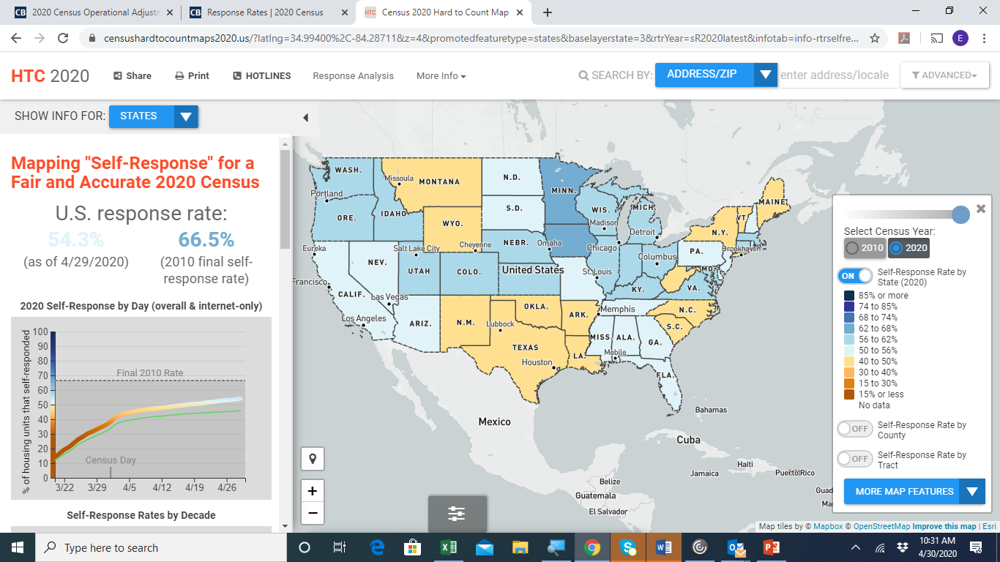 2020 Census Operational Adjustm
Response Rates | 2020 Census
HTC Census 2020 Hard to Count Map
censushardtocountmaps2020.us/?latlng=34.99400%2C-84.28711&z=4&promotedfeaturetype=states&baselayerstate=3&rtrYear=sR2020latest&infotab=info-rtrselfre...
E
HTC 2020
Share
Print
HOTLINES
Response Analysis
More Info
SEARCH BY:
ADDRESS/ZIP
enter address/locale
ADVANCED
SHOW INFO FOR:
STATES
Mapping "Self-Response" for a
Fair and Accurate 2020 Census
U.S. response rate:
54.3%
(as of 4/29/2020)
66.5%
(2010 final self-
response rate)
2020 Self-Response by Day (overall & internet-only)
% of housing units that self-responded
100
90
80
70
60
50
40
30
20
10
0
Final 2010 Rate
Census Day
3/22 3/29 4/5 4/12 4/19 4/26
Self-Response Rates by Decade
WASH.
Portland
ORE.
IDAHO
Missoula
MONTANA
N.D.
S.D.
MINN.
WIS.
Madison
MICH.
Detroit
MAINE
VT.
N.Y.
Brookhaven
PA.
MD.
WYO.
Cheyenne
NEBR.
Omaha
Chicago
Columbus
Eureka
NEV.
Salt Lake City
UTAH
COLO.
United States
St. Louis
KY.
VA.
Francisco
CALIF.
Las Vegas
Los Angeles
ARIZ.
N.M.
Lubbock
OKLA.
ARK.
Memphis
N.C.
S.C.
TEXAS
Houston
LA.
MISS.
ALA.
GA.
Mobile
FLA.
Mexico
Bahamas
Cuba
Haiti
Jamaica
Puerto Rico
Belize
Guatemala
El Salvador
Guad
Ma
Select Census Year:
2010
2020
ON
Self-Response Rate by
State (2020)
85% or more
74 to 85%
68 to 74%
62 to 68%
56 to 62%
50 to 56%
40 to 50%
30 to 40%
15 to 30%
15% or less
No data
OFF
Self-Response Rate by
County
OFF
Self-Response Rate by
Tract
MORE MAP FEATURES
+
−
Map tiles by © Mapbox © OpenStreetMap Improve this map | Esri
Type here to search
10:31 AM
4/30/2020